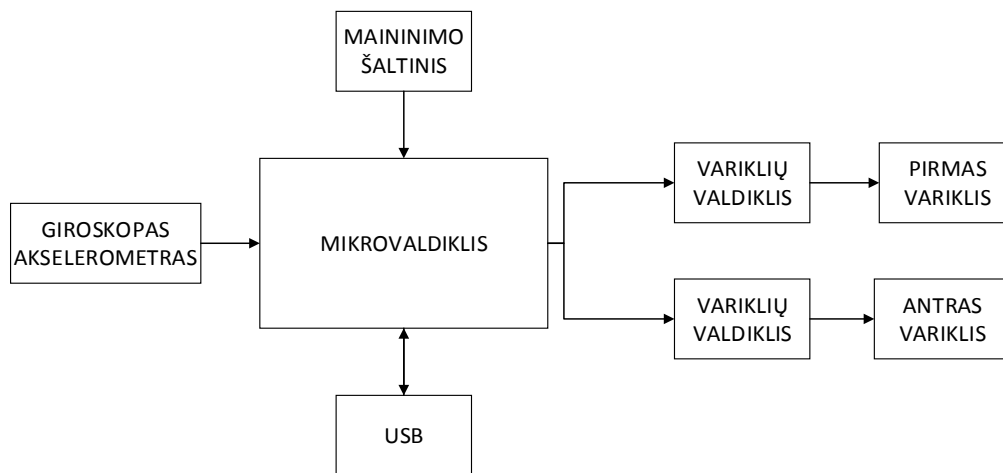 MAININIMO
ŠALTINIS
GIROSKOPAS
AKSELEROMETRAS
MIKROVALDIKLIS
VARIKLIŲ
VALDIKLIS
PIRMAS
VARIKLIS
VARIKLIŲ
VALDIKLIS
ANTRAS
VARIKLIS
USB